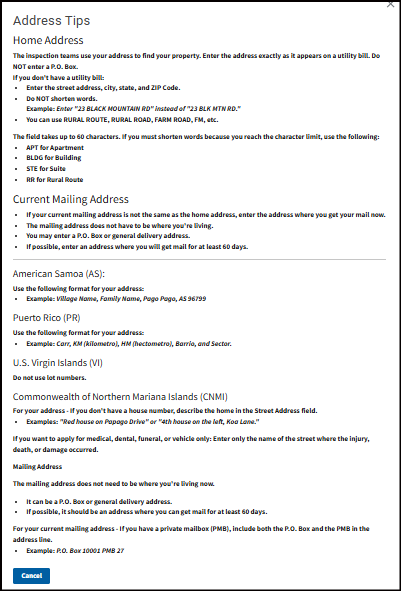 Address Tips
Home Address
The inspection teams use your address to find your property. Enter the address exactly as it appears on a utility bill. Do
NOT enter a P.O. Box.
If you don't have a utility bill:
• Enter the street address, city, state, and ZIP Code.
• Do NOT shorten words.
Example: Enter "23 BLACK MOUNTAIN RD" instead of "23 BLK MTN RD."
• You can use RURAL ROUTE, RURAL ROAD, FARM ROAD, FM, etc.
The field takes up to 60 characters. If you must shorten words because you reach the character limit, use the following:
• APT for Apartment
• BLDG for Building
• STE for Suite
• RR for Rural Route
Current Mailing Address
• If your current mailing address is not the same as the home address, enter the address where you get your mail now.
• The mailing address does not have to be where you're living.
• You may enter a P.O. Box or general delivery address.
• If possible, enter an address where you will get mail for at least 60 days.
American Samoa (AS):
Use the following format for your address:
• Example: Village Name, Family Name, Pago Pago, AS 96799
Puerto Rico (PR)
Use the following format for your address:
• Example: Carr, KM (kilometro), HM (hectometro), Barrio, and Sector.
U.S. Virgin Islands (VI)
Do not use lot numbers.
Commonwealth of Northern Mariana Islands (CNMI)
For your address - If you don't have a house number, describe the home in the Street Address field.
• Examples: "Red house on Papago Drive" or "4th house on the left, Koa Lane."
If you want to apply for medical, dental, funeral, or vehicle only: Enter only the name of the street where the injury,
death, or damage occurred.
Mailing Address
The mailing address does not need to be where you're living now.
• It can be a P.O. Box or general delivery address.
• If possible, it should be an address where you can get mail for at least 60 days.
For your current mailing address - If you have a private mailbox (PMB), include both the P.O. Box and the PMB in the
address line.
• Example: P.O. Box 10001 PMB 27
Cancel